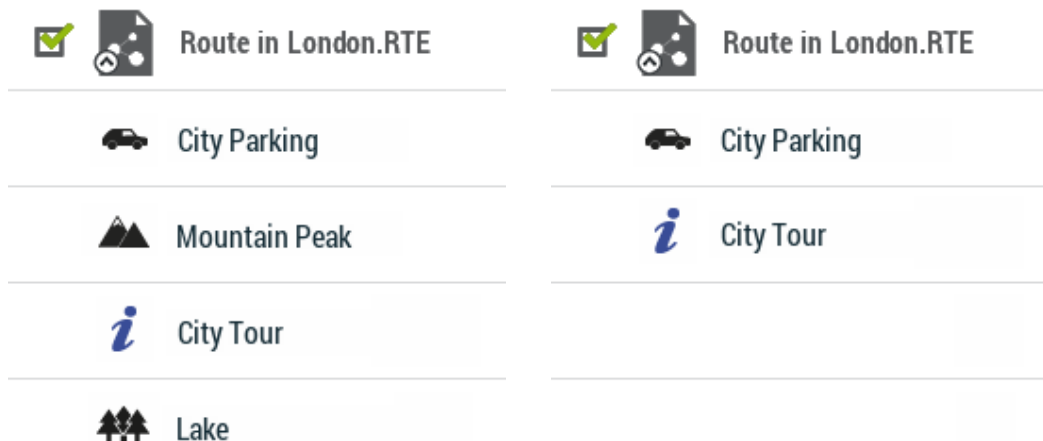 Route in London.RTE
City Parking
Mountain Peak
City Tour
Lake
Route in London.RTE
City Parking
City Tour